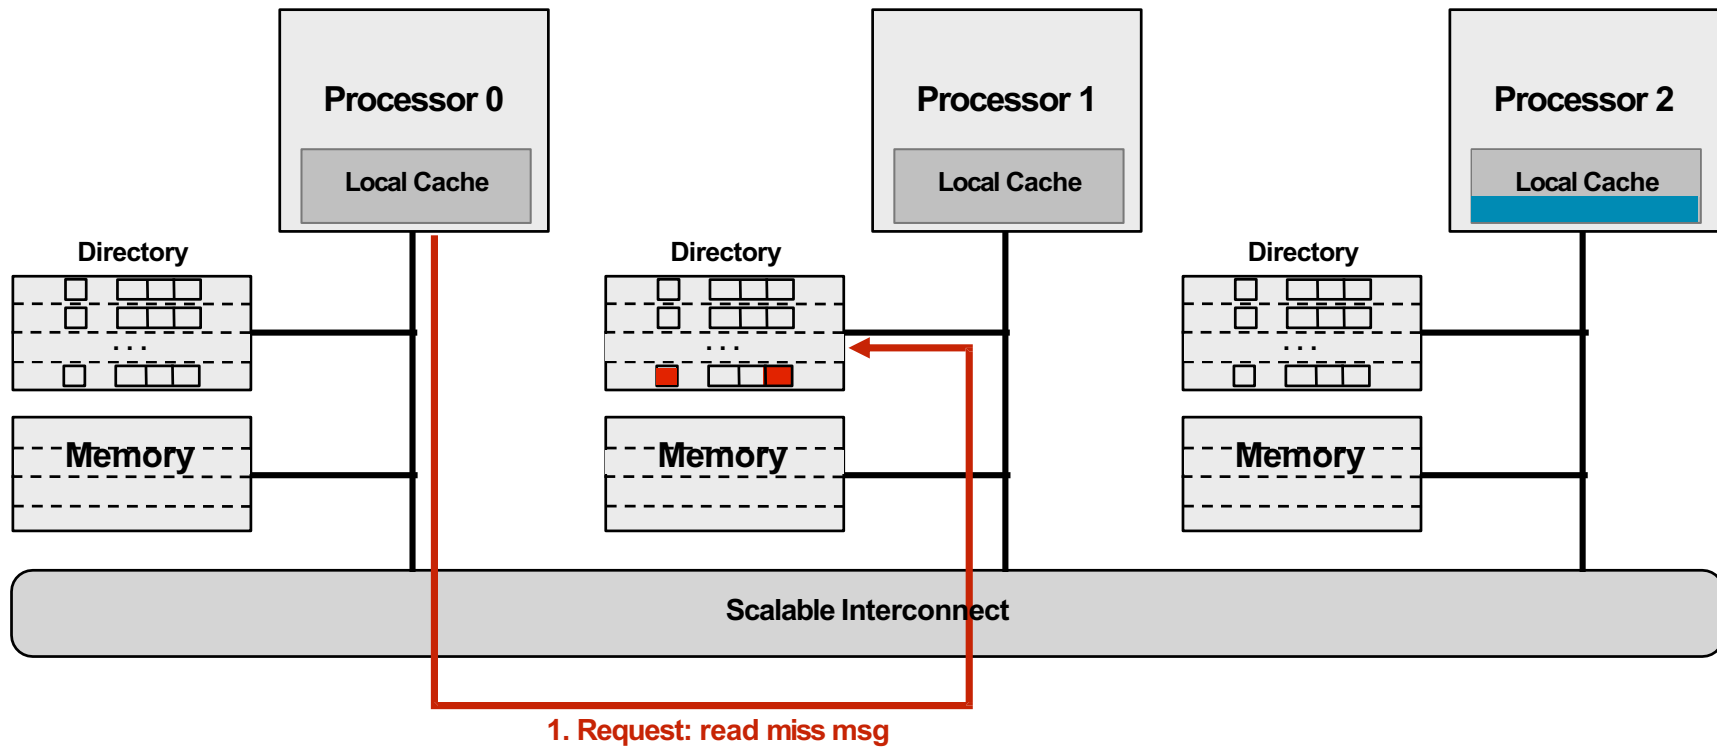 Processor 0
Processor 1
Processor 2
Local Cache
Local Cache
Local Cache
Directory
Directory
Directory
. . .
. . .
. . .
Memory
Memory
Memory
Scalable Interconnect
1. Request: read miss msg